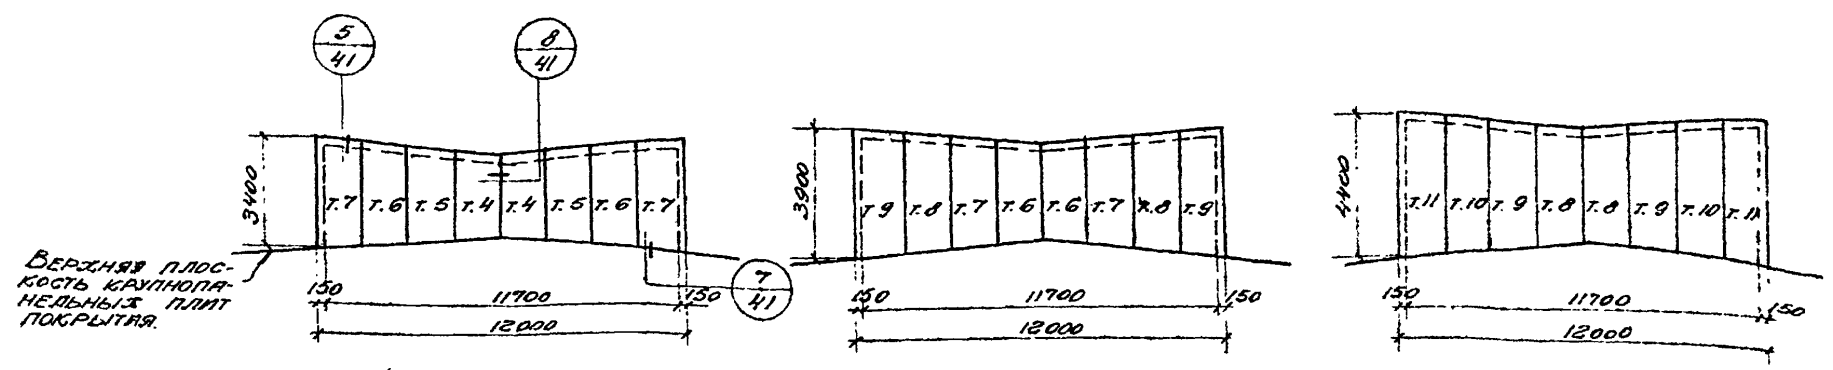 5
41
8
41
3400
т.7 т.6 т.5 т.4 т.4 т.5 т.6 т.7
Верхняя плос-
кость крупнопа-
нельных плит
покрытия.
7
41
150 11700 150
12000
3900
т.9 т.8 т.7 т.6 т.6 т.7 т.8 т.9
150 11700 150
12000
4400
т.11 т.10 т.9 т.8 т.8 т.9 т.10 т.11
150 11700 150
12000